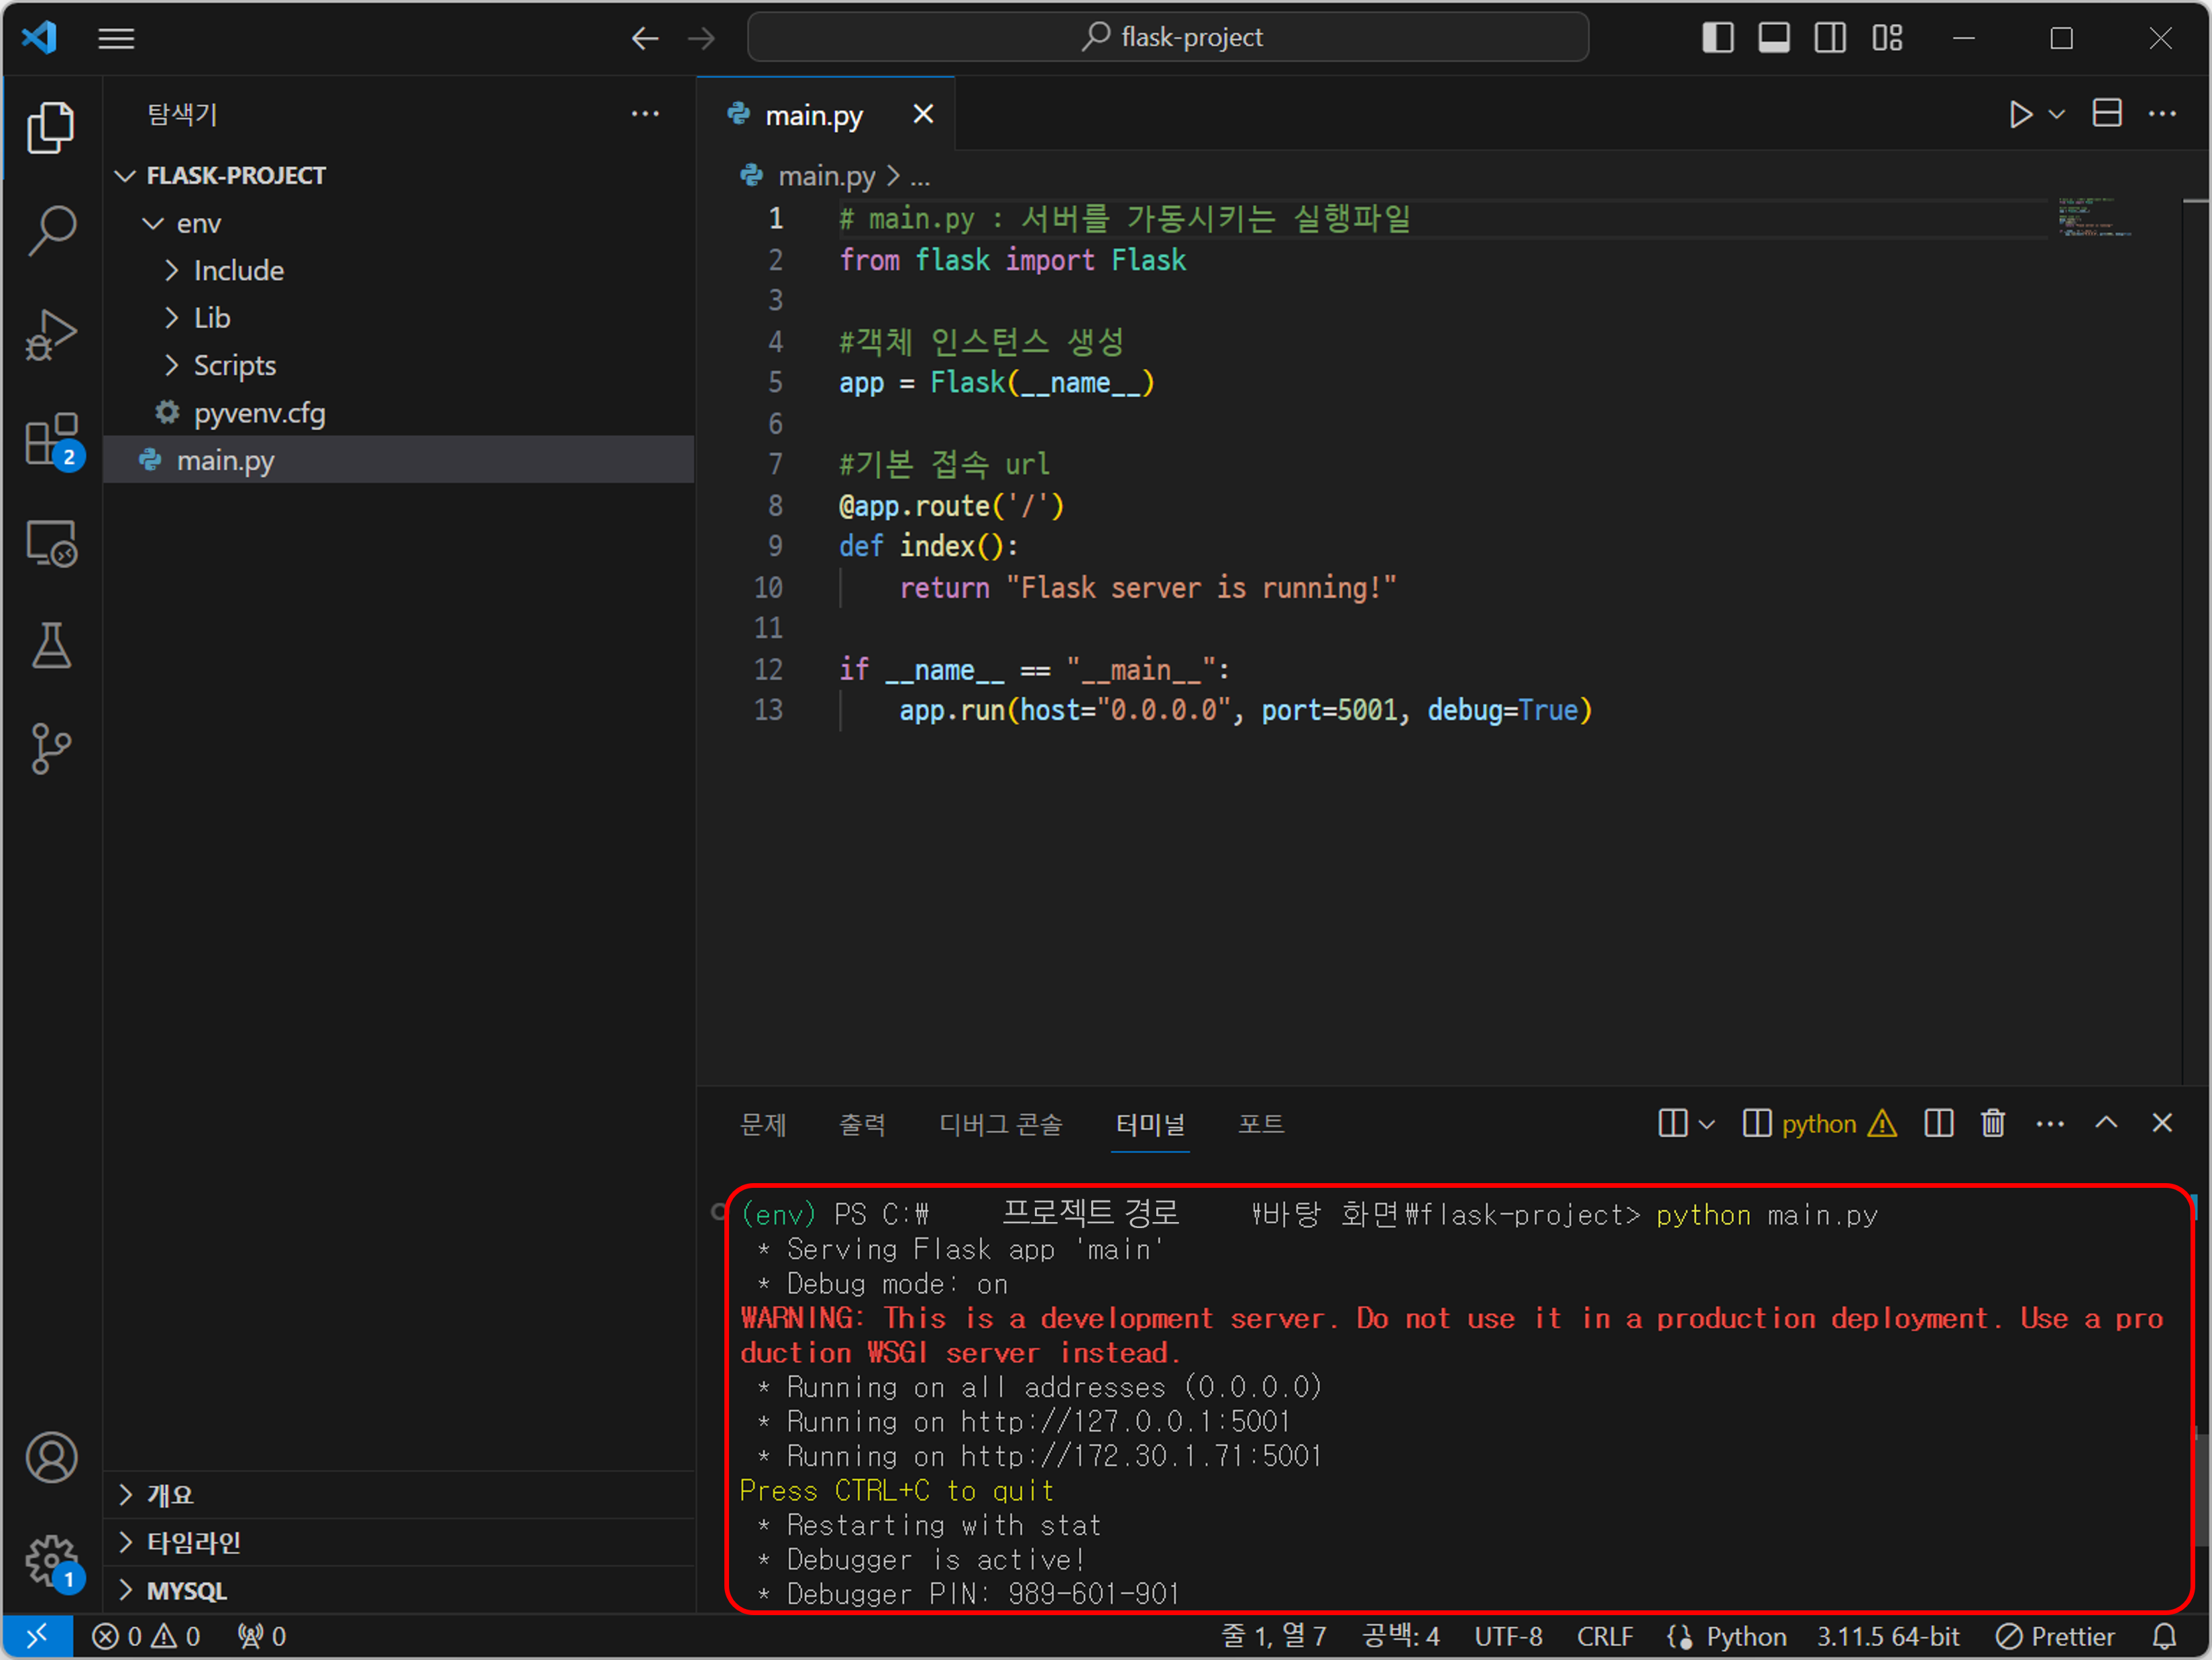 flask-project
탐색기
FLASK-PROJECT
env
Include
Lib
Scripts
pyvenv.cfg
main.py
2
개요
타임라인
MYSQL
1
main.py
main.py > ...
1 # main.py : 서버를 가동시키는 실행파일
2 from flask import Flask
3
4 #객체 인스턴스 생성
5 app = Flask(__name__)
6
7 #기본 접속 url
8 @app.route('/')
9 def index():
10 return "Flask server is running!"
11
12 if __name__ == "__main__":
13 app.run(host="0.0.0.0", port=5001, debug=True)
문제 출력 디버그 콘솔 터미널 포트 python
(env) PS C:\ 프로젝트 경로 \바탕 화면\flask-project> python main.py
* Serving Flask app 'main'
* Debug mode: on
WARNING: This is a development server. Do not use it in a production deployment. Use a pro
duction WSGI server instead.
* Running on all addresses (0.0.0.0)
* Running on http://127.0.0.1:5001
* Running on http://172.30.1.71:5001
Press CTRL+C to quit
* Restarting with stat
* Debugger is active!
* Debugger PIN: 989-601-901
0 0 0 줄 1, 열 7 공백: 4 UTF-8 CRLF Python 3.11.5 64-bit Prettier